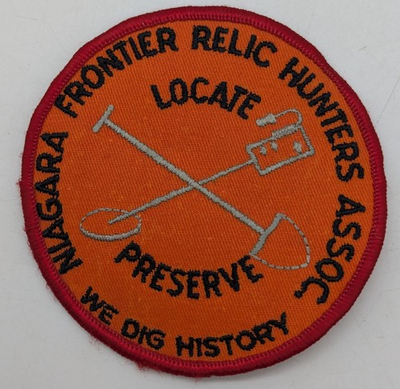 NIAGARA FRONTIER RELIC HUNTERS ASSOC.
LOCATE
PRESERVE
WE DIG HISTORY